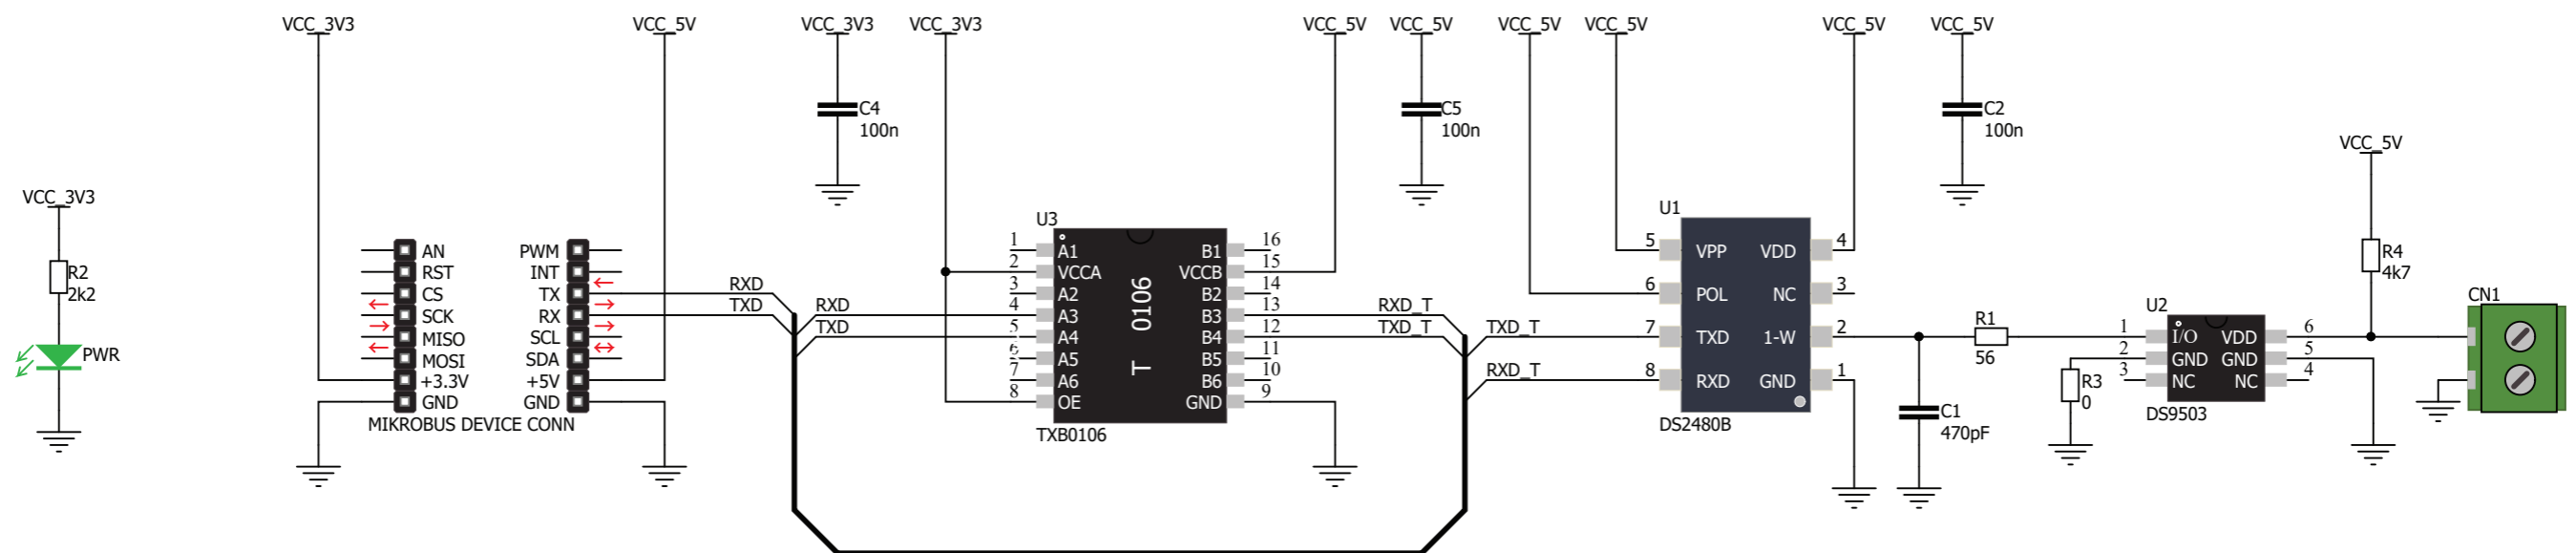 VCC_3V3
VCC_5V
VCC_3V3
VCC_3V3
VCC_5V
VCC_5V
VCC_5V
VCC_5V
VCC_5V
VCC_5V
C4
100n
C5
100n
C2
100n
VCC_5V
VCC_3V3
R2
2k2
PWR
AN
RST
CS
SCK
MISO
MOSI
+3.3V
GND
PWM
INT
TX
RX
SCL
SDA
+5V
GND
MIKROBUS DEVICE CONN
RXD
TXD
RXD
TXD
U3
1 A1 B1 16
2 VCCA VCCB 15
3 A2 B2 14
4 A3 B3 13
5 A4 B4 12
6 A5 B5 11
7 A6 B6 10
8 OE GND 9
T 0106
TXB0106
RXD_T
TXD_T
TXD_T
RXD_T
U1
5 VPP VDD 4
6 POL NC 3
7 TXD 1-W 2
8 RXD GND 1
DS2480B
R1
56
C1
470pF
U2
1 I/O VDD 6
2 GND GND 5
3 NC NC 4
DS9503
R3
0
R4
4k7
CN1